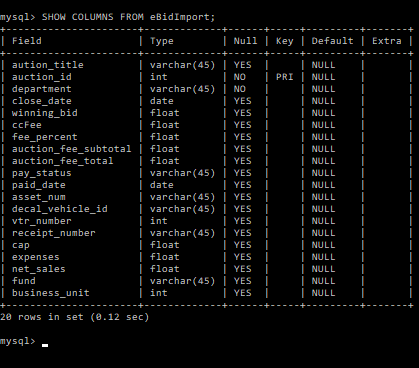 mysql> SHOW COLUMNS FROM eBidImport;
+----------------------+-------------+------+-----+---------+-------+
| Field | Type | Null | Key | Default | Extra |
+----------------------+-------------+------+-----+---------+-------+
| aution_title | varchar(45) | YES | | NULL | |
| auction_id | int | NO | PRI | NULL | |
| department | varchar(45) | NO | | NULL | |
| close_date | date | YES | | NULL | |
| winning_bid | float | YES | | NULL | |
| ccFee | float | YES | | NULL | |
| fee_percent | float | YES | | NULL | |
| auction_fee_subtotal | float | YES | | NULL | |
| auction_fee_total | float | YES | | NULL | |
| pay_status | varchar(45) | YES | | NULL | |
| paid_date | date | YES | | NULL | |
| asset_num | varchar(45) | YES | | NULL | |
| decal_vehicle_id | varchar(45) | YES | | NULL | |
| vtr_number | int | YES | | NULL | |
| receipt_number | varchar(45) | YES | | NULL | |
| cap | float | YES | | NULL | |
| expenses | float | YES | | NULL | |
| net_sales | float | YES | | NULL | |
| fund | varchar(45) | YES | | NULL | |
| business_unit | int | YES | | NULL | |
+----------------------+-------------+------+-----+---------+-------+
20 rows in set (0.12 sec)
mysql> _